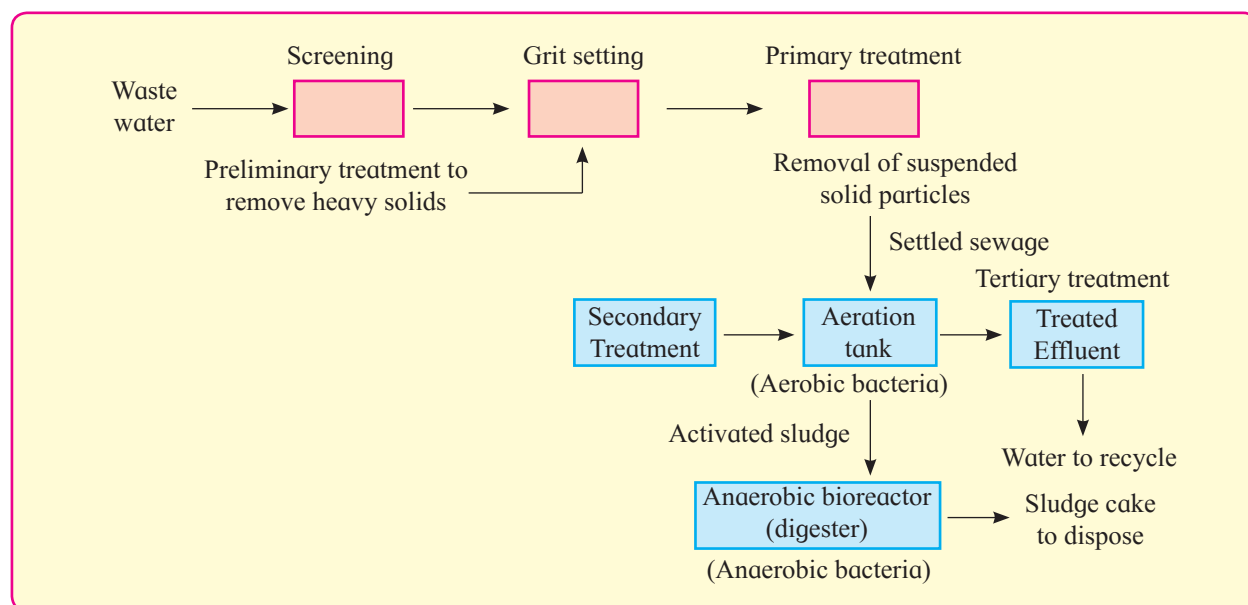 Screening
Grit setting
Primary treatment
Waste
water
Preliminary treatment to
remove heavy solids
Removal of suspended
solid particles
Settled sewage
Tertiary treatment
Secondary
Treatment
Aeration
tank
Treated
Effluent
(Aerobic bacteria)
Activated sludge
Water to recycle
Anaerobic bioreactor
(digester)
Sludge cake
to dispose
(Anaerobic bacteria)